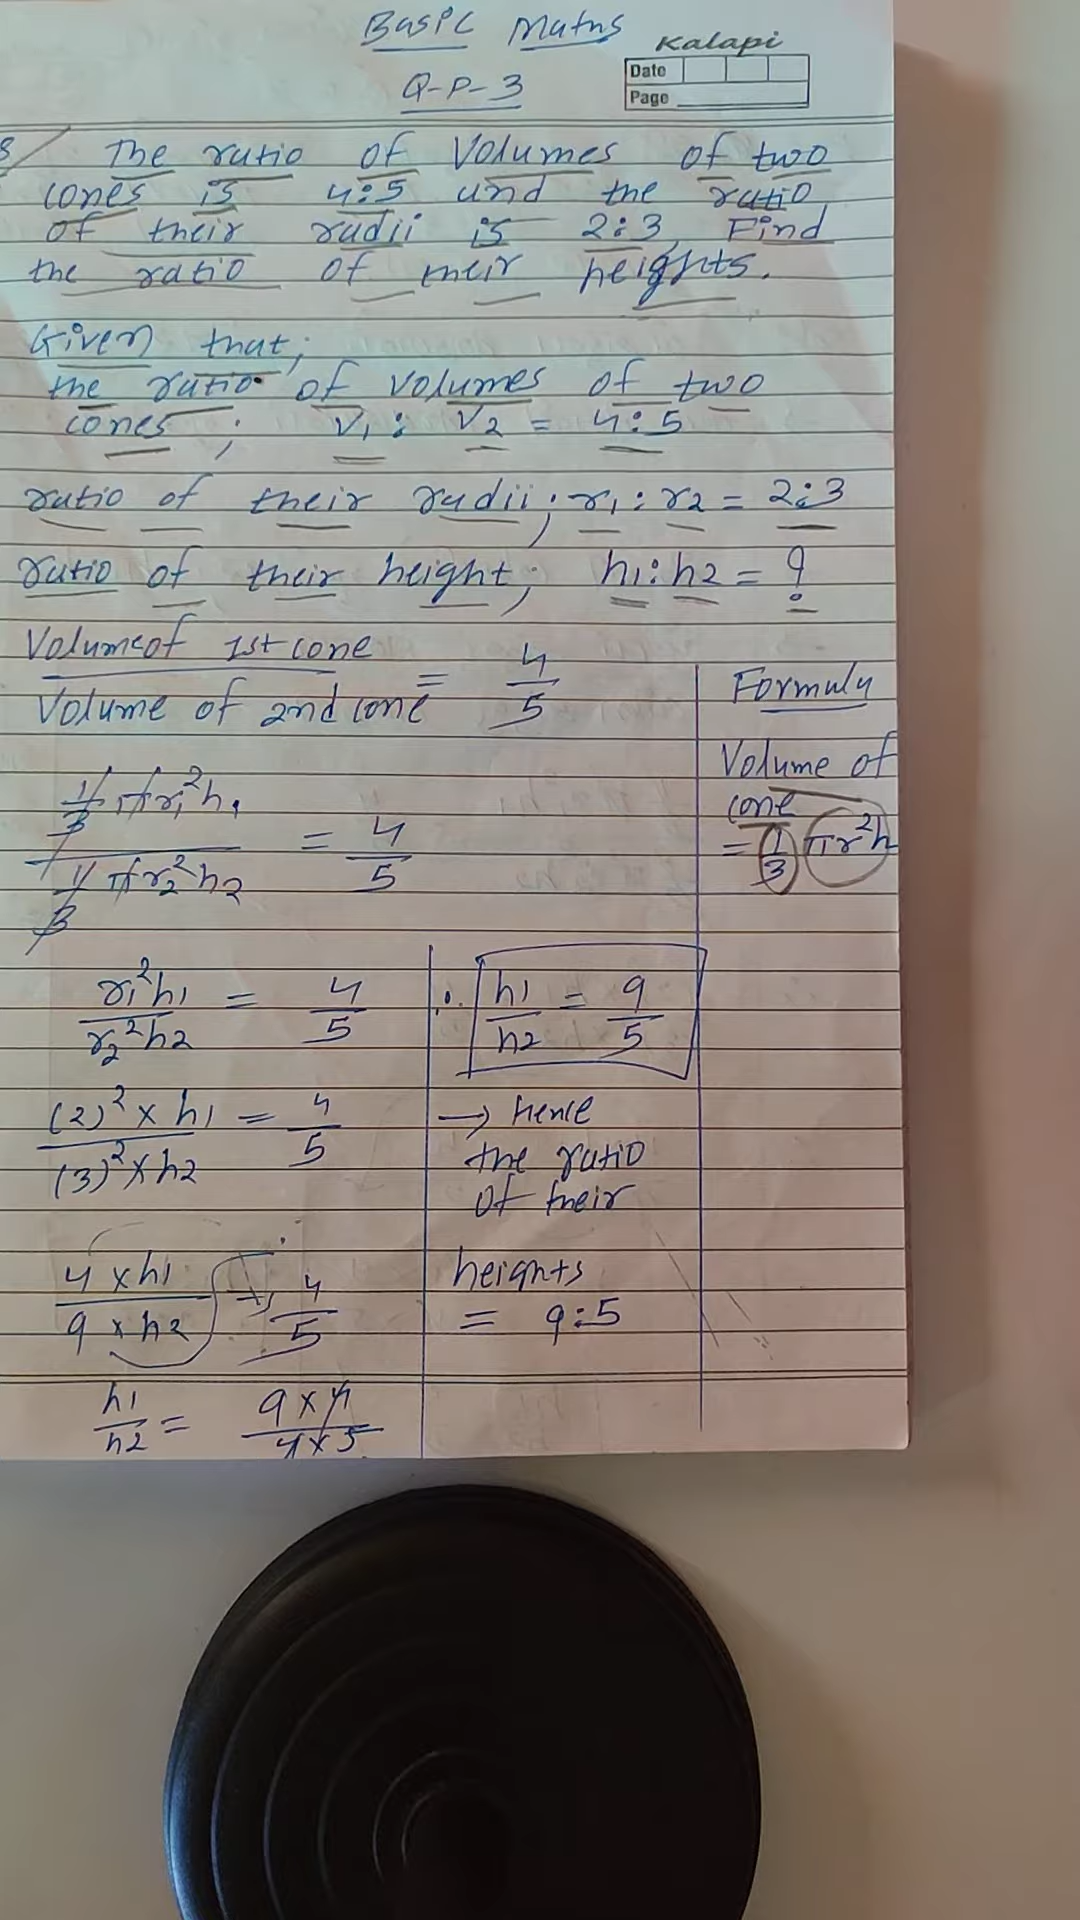 Basic Maths
Kalapi
Q-P-3
Date
Page
8/ The ratio of Volumes of two
cones is 4:5 and the ratio
of their radii is 2:3, Find
the ratio of their heights.
Given that;
the ratio of volumes of two
cones ; V1 : V2 = 4:5
ratio of their radii ; r1 : r2 = 2:3
ratio of their height; h1 : h2 = ?
Volume of 1st cone / Volume of 2nd cone = 4/5
Formula
Volume of
cone
= 1/3 πr²h
1/3 πr1²h1 / 1/3 πr2²h2 = 4/5
r1²h1 / r2²h2 = 4/5
(2)² × h1 / (3)² × h2 = 4/5
4 × h1 / 9 × h2 = 4/5
h1/h2 = 9 × 4 / 4 × 5
∴ h1/h2 = 9/5
→ Hence
the ratio
of their
heights
= 9:5